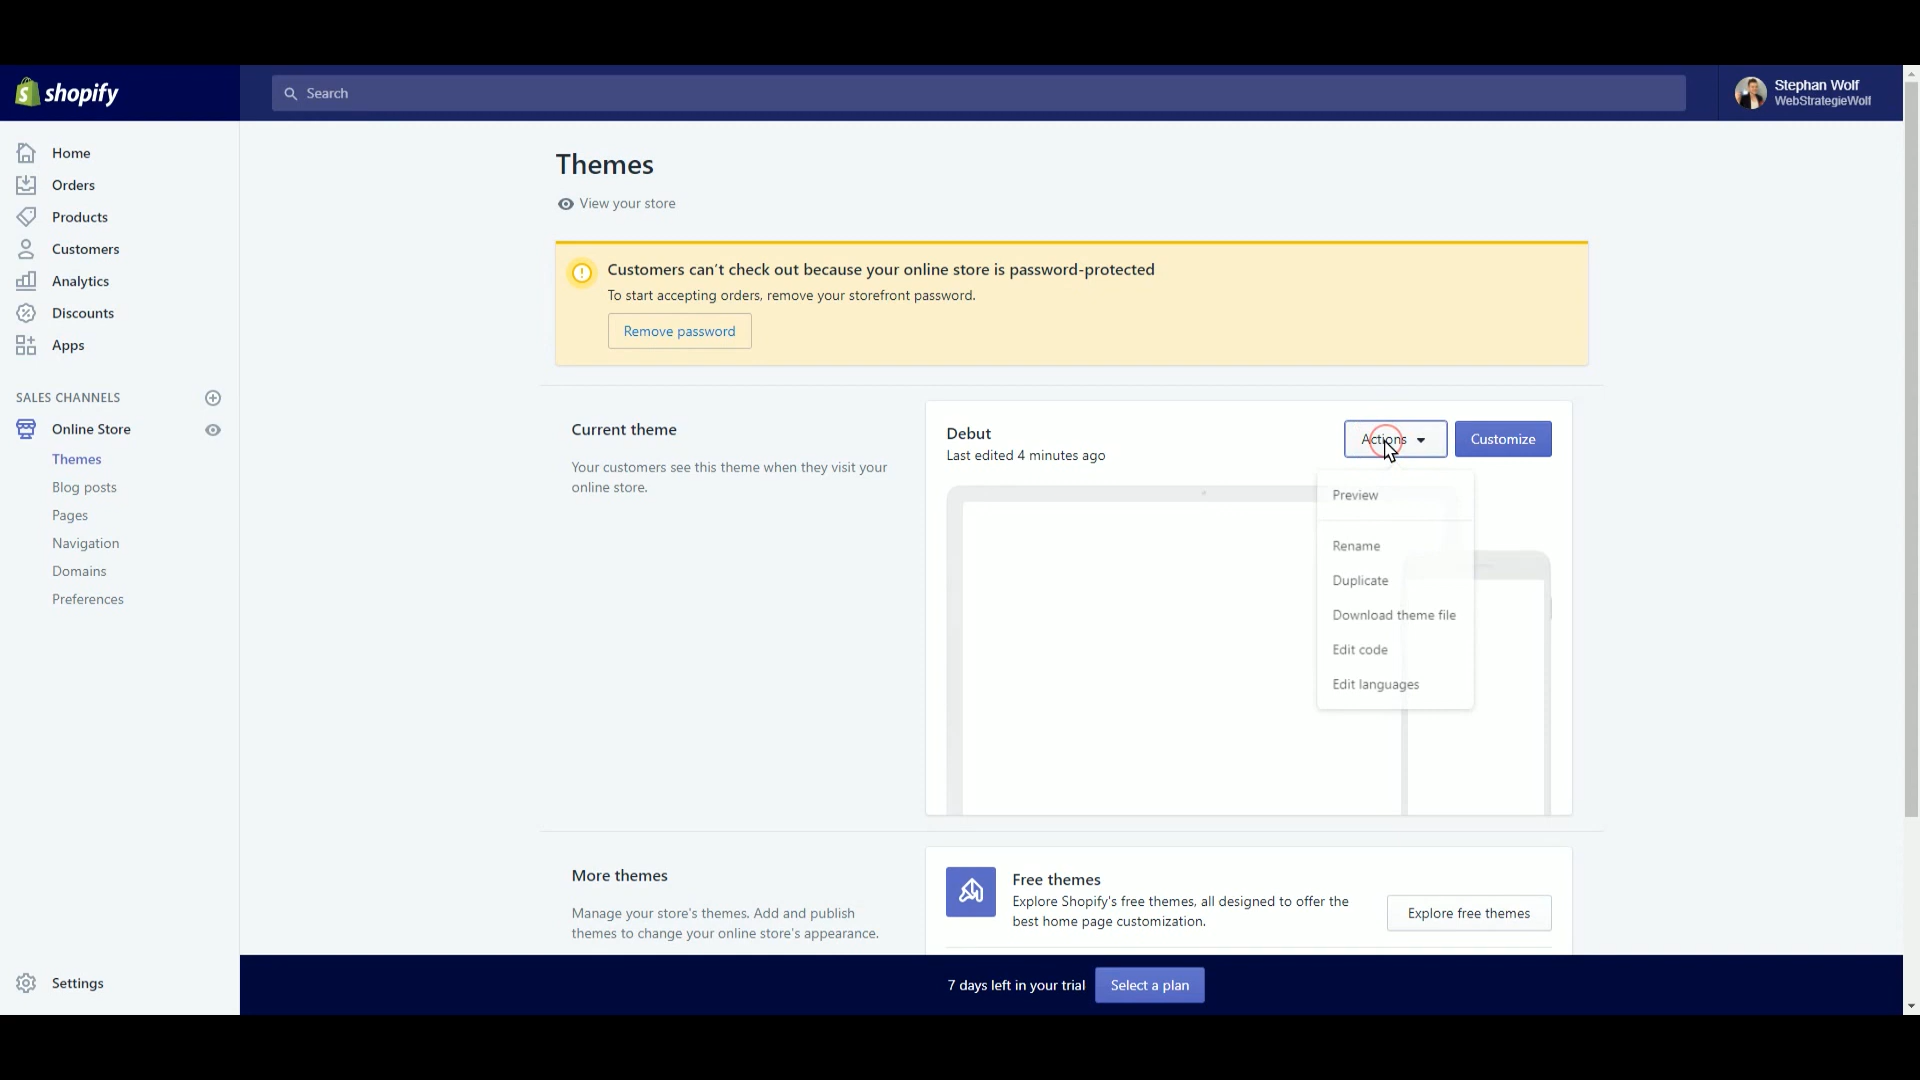 shopify
Search
Stephan Wolf
WebStrategieWolf
Home
Orders
Products
Customers
Analytics
Discounts
Apps
SALES CHANNELS
Online Store
Themes
Blog posts
Pages
Navigation
Domains
Preferences
Settings
Themes
View your store
Customers can't check out because your online store is password-protected
To start accepting orders, remove your storefront password.
Remove password
Current theme
Your customers see this theme when they visit your
online store.
Debut
Last edited 4 minutes ago
Actions
Customize
Preview
Rename
Duplicate
Download theme file
Edit code
Edit languages
More themes
Manage your store's themes. Add and publish
themes to change your online store's appearance.
Free themes
Explore Shopify's free themes, all designed to offer the
best home page customization.
Explore free themes
7 days left in your trial
Select a plan